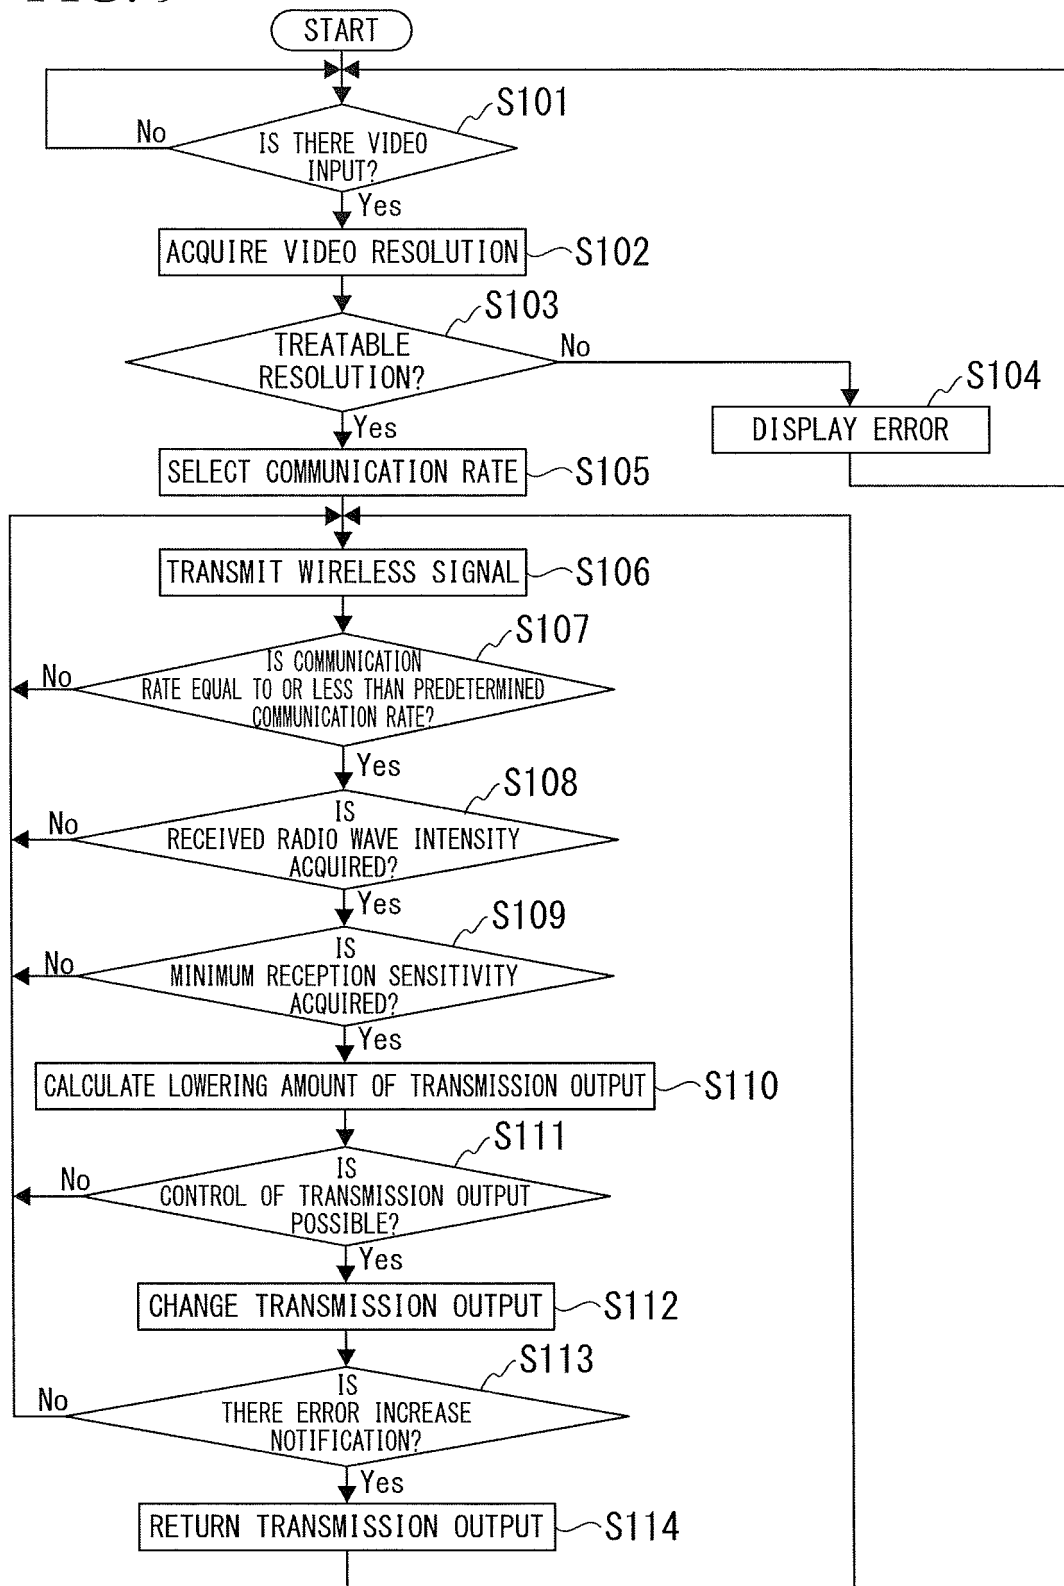 START
S101
No
IS THERE VIDEO
INPUT?
Yes
ACQUIRE VIDEO RESOLUTION
S102
S103
TREATABLE
RESOLUTION?
No
S104
DISPLAY ERROR
Yes
SELECT COMMUNICATION RATE
S105
TRANSMIT WIRELESS SIGNAL
S106
S107
IS COMMUNICATION
RATE EQUAL TO OR LESS THAN PREDETERMINED
COMMUNICATION RATE?
No
Yes
S108
IS
RECEIVED RADIO WAVE INTENSITY
ACQUIRED?
No
Yes
S109
IS
MINIMUM RECEPTION SENSITIVITY
ACQUIRED?
No
Yes
CALCULATE LOWERING AMOUNT OF TRANSMISSION OUTPUT
S110
S111
IS
CONTROL OF TRANSMISSION OUTPUT
POSSIBLE?
No
Yes
CHANGE TRANSMISSION OUTPUT
S112
S113
IS
THERE ERROR INCREASE
NOTIFICATION?
No
Yes
RETURN TRANSMISSION OUTPUT
S114